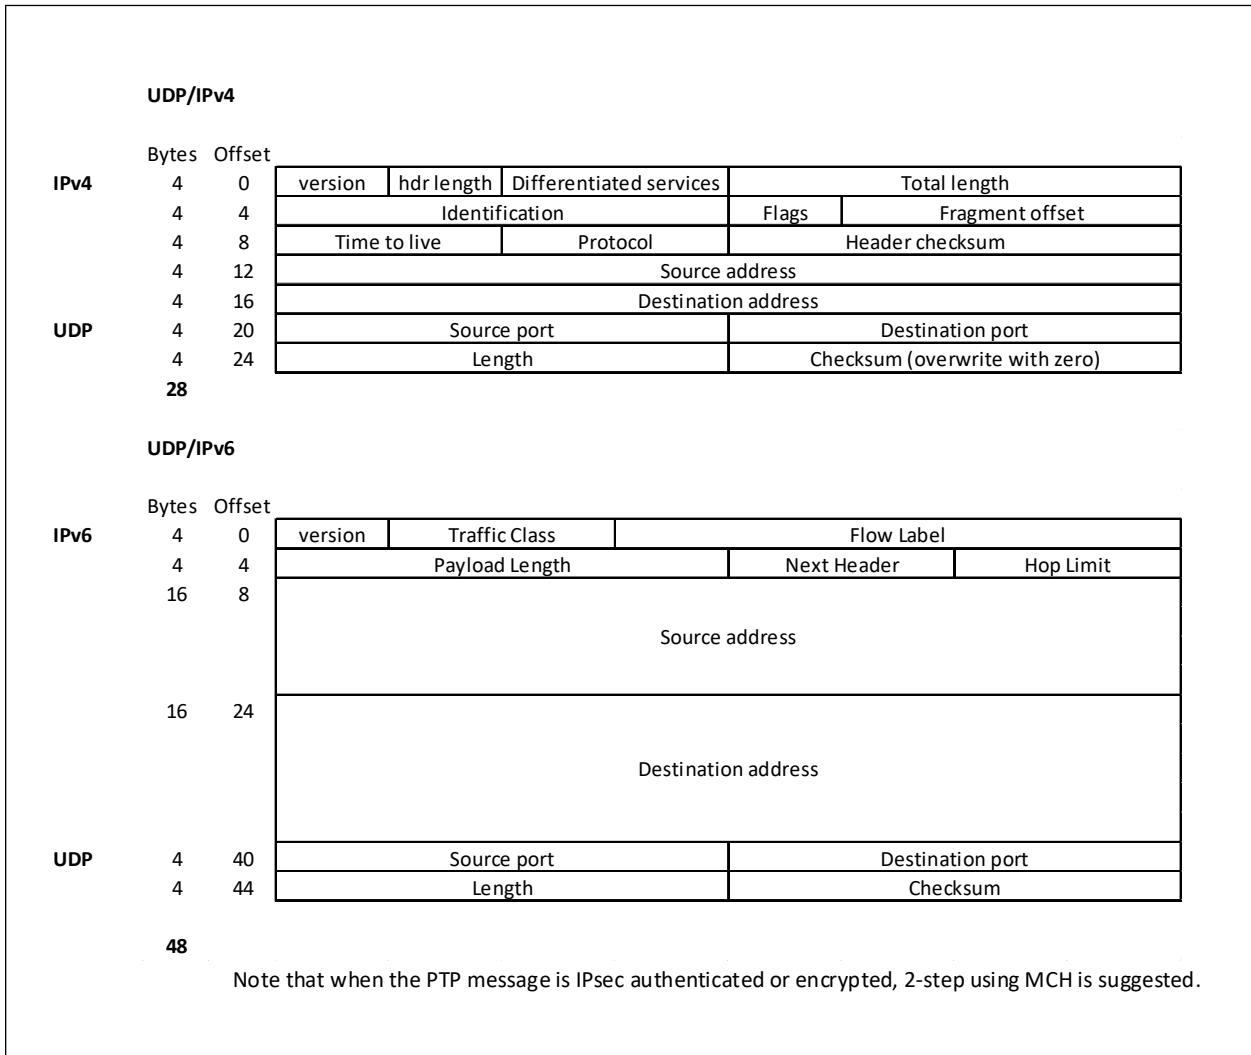 UDP/IPv4
Bytes Offset
IPv4 4 0 version hdr length Differentiated services Total length
4 4 Identification Flags Fragment offset
4 8 Time to live Protocol Header checksum
4 12 Source address
4 16 Destination address
UDP 4 20 Source port Destination port
4 24 Length Checksum (overwrite with zero)
28
UDP/IPv6
Bytes Offset
IPv6 4 0 version Traffic Class Flow Label
4 4 Payload Length Next Header Hop Limit
16 8
Source address
16 24
Destination address
UDP 4 40 Source port Destination port
4 44 Length Checksum
48
Note that when the PTP message is IPsec authenticated or encrypted, 2-step using MCH is suggested.